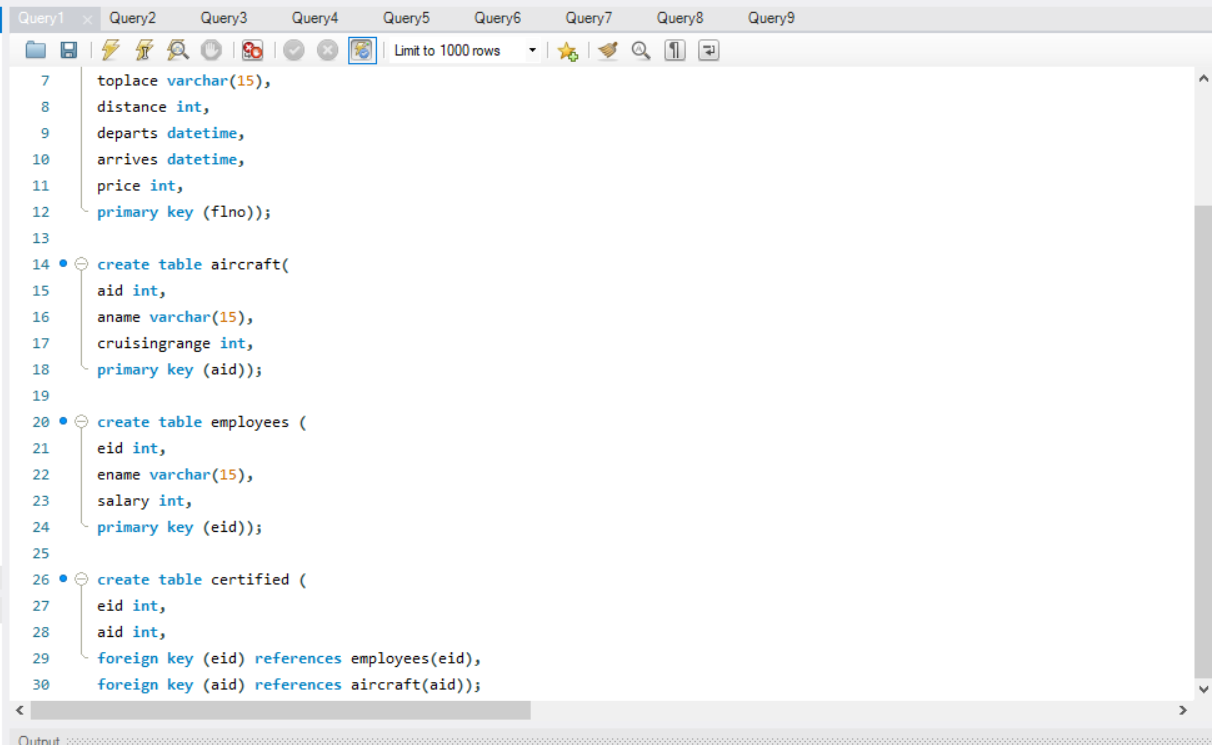 Query1 Query2 Query3 Query4 Query5 Query6 Query7 Query8 Query9
Limit to 1000 rows
7 toplace varchar(15),
8 distance int,
9 departs datetime,
10 arrives datetime,
11 price int,
12 primary key (flno));
13
14 create table aircraft(
15 aid int,
16 aname varchar(15),
17 cruisingrange int,
18 primary key (aid));
19
20 create table employees (
21 eid int,
22 ename varchar(15),
23 salary int,
24 primary key (eid));
25
26 create table certified (
27 eid int,
28 aid int,
29 foreign key (eid) references employees(eid),
30 foreign key (aid) references aircraft(aid));
Output